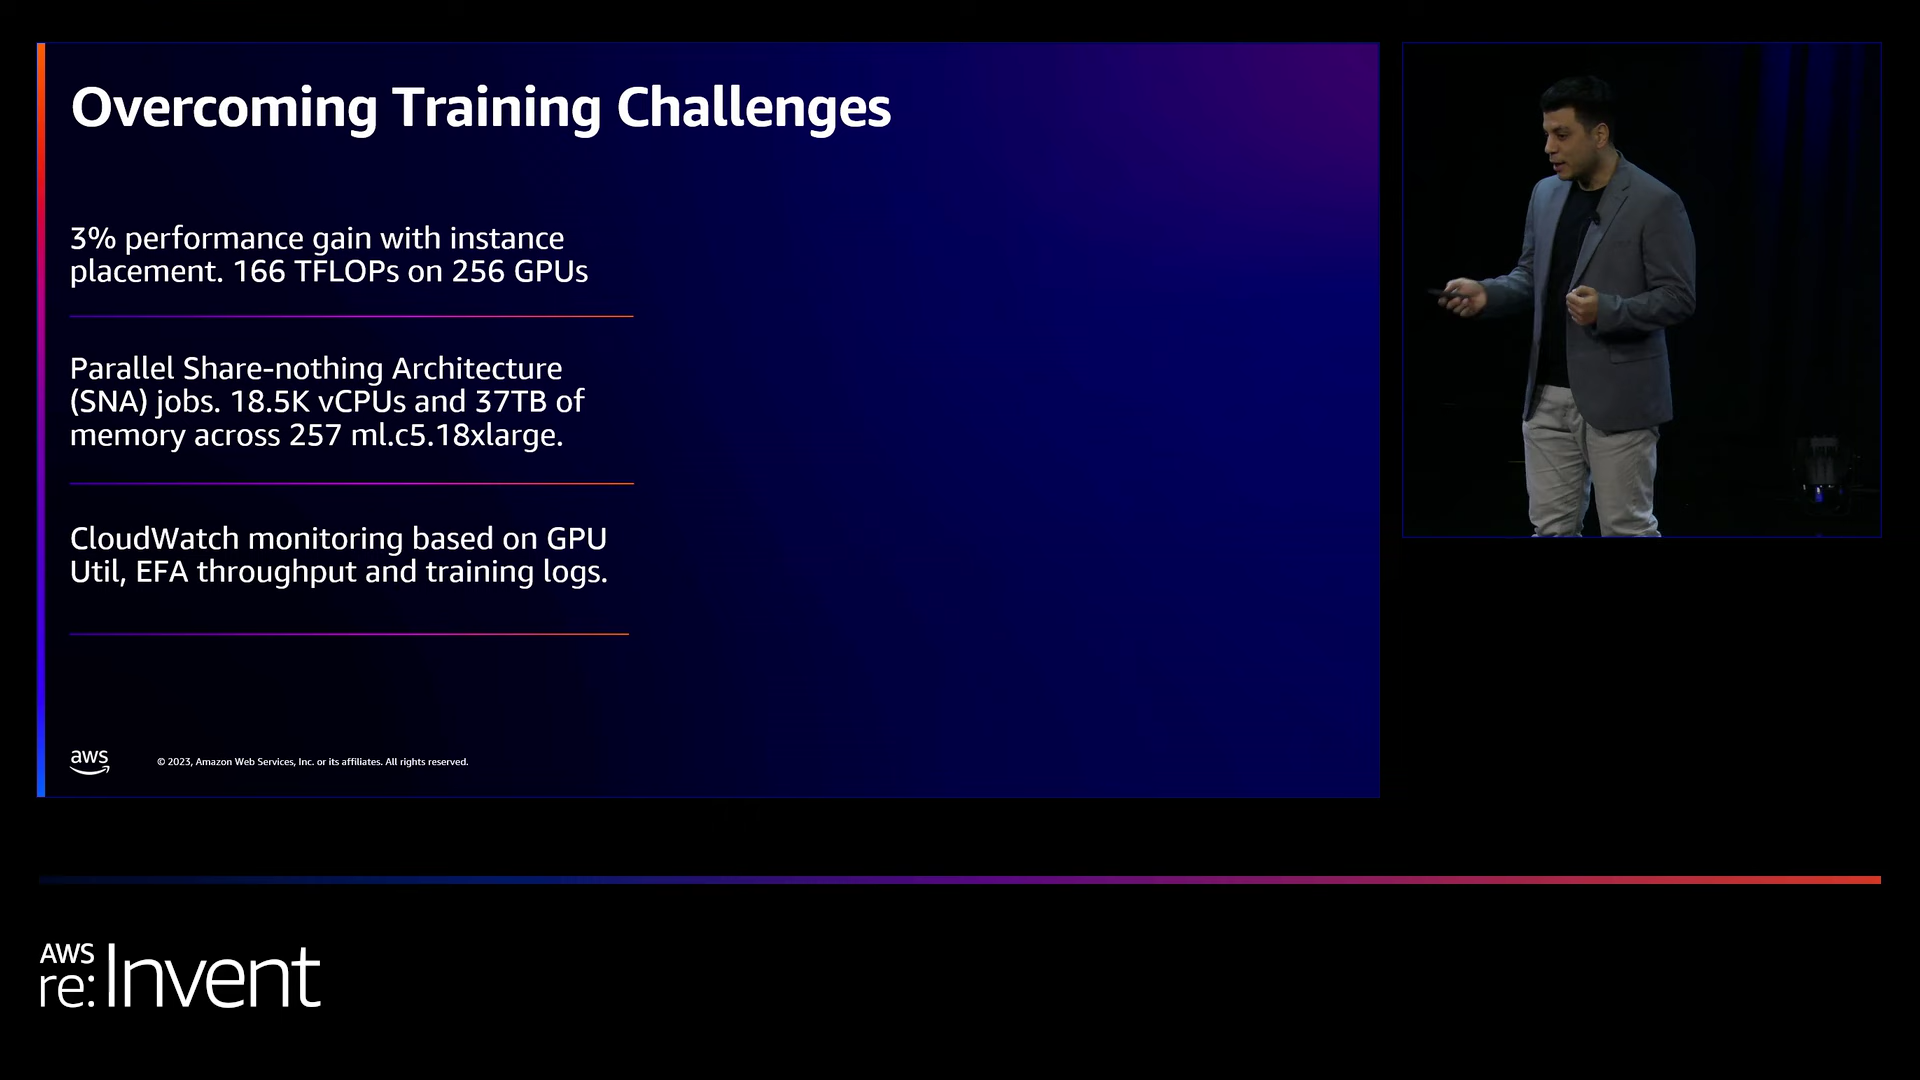 Overcoming Training Challenges
3% performance gain with instance
placement. 166 TFLOPs on 256 GPUs
Parallel Share-nothing Architecture
(SNA) jobs. 18.5K vCPUs and 37TB of
memory across 257 ml.c5.18xlarge.
CloudWatch monitoring based on GPU
Util, EFA throughput and training logs.
aws
© 2023, Amazon Web Services, Inc. or its affiliates. All rights reserved.
AWS
re:Invent